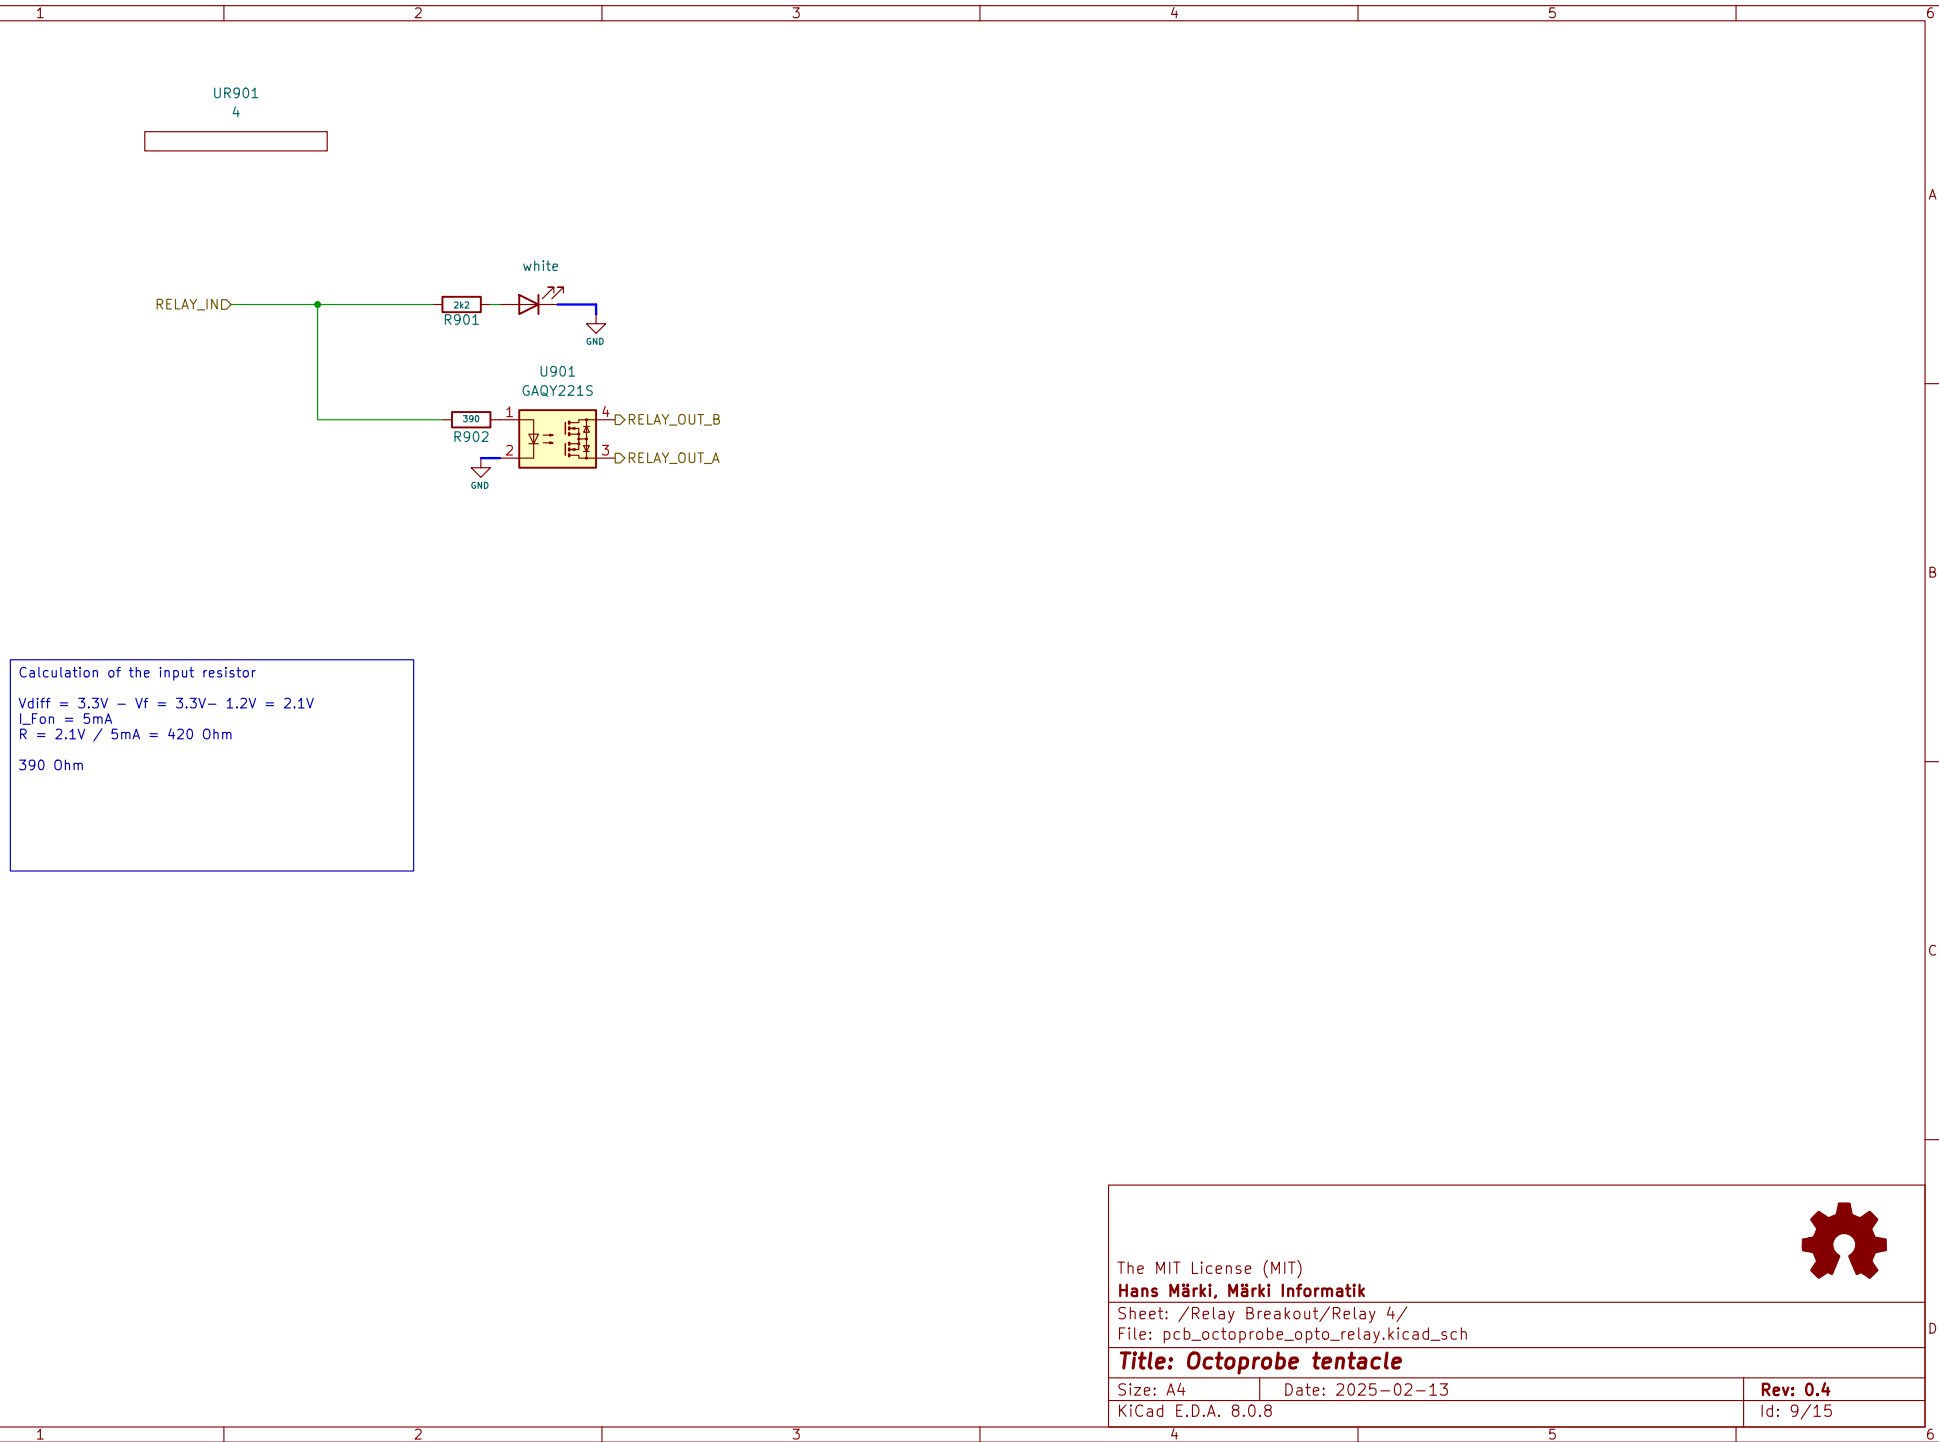 1 2 3 4 5 6
UR901
4
A
white
RELAY_IN
2k2
R901
GND
U901
GAQY221S
390
R902
1
4
RELAY_OUT_B
2
3
RELAY_OUT_A
GND
B
Calculation of the input resistor
Vdiff = 3.3V - Vf = 3.3V- 1.2V = 2.1V
I_Fon = 5mA
R = 2.1V / 5mA = 420 Ohm
390 Ohm
C
The MIT License (MIT)
Hans Märki, Märki Informatik
Sheet: /Relay Breakout/Relay 4/
File: pcb_octoprobe_opto_relay.kicad_sch
D
Title: Octoprobe tentacle
Size: A4 Date: 2025-02-13 Rev: 0.4
KiCad E.D.A. 8.0.8 Id: 9/15
1 2 3 4 5 6